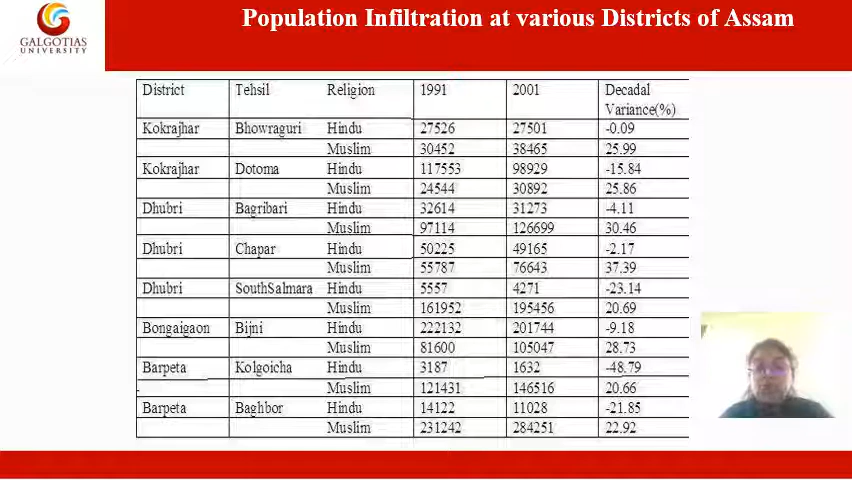 Population Infiltration at various Districts of Assam
GALGOTIAS
UNIVERSITY
District Tehsil Religion 1991 2001 Decadal
Variance(%)
Kokrajhar Bhowraguri Hindu 27526 27501 -0.09
Muslim 30452 38465 25.99
Kokrajhar Dotoma Hindu 117553 98929 -15.84
Muslim 24544 30892 25.86
Dhubri Bagribari Hindu 32614 31273 -4.11
Muslim 97114 126699 30.46
Dhubri Chapar Hindu 50225 49165 -2.17
Muslim 55787 76643 37.39
Dhubri SouthSalmara Hindu 5557 4271 -23.14
Muslim 161952 195456 20.69
Bongaigaon Bijni Hindu 222132 201744 -9.18
Muslim 81600 105047 28.73
Barpeta Kolgoicha Hindu 3187 1632 -48.79
Muslim 121431 146516 20.66
Barpeta Baghbor Hindu 14122 11028 -21.85
Muslim 231242 284251 22.92